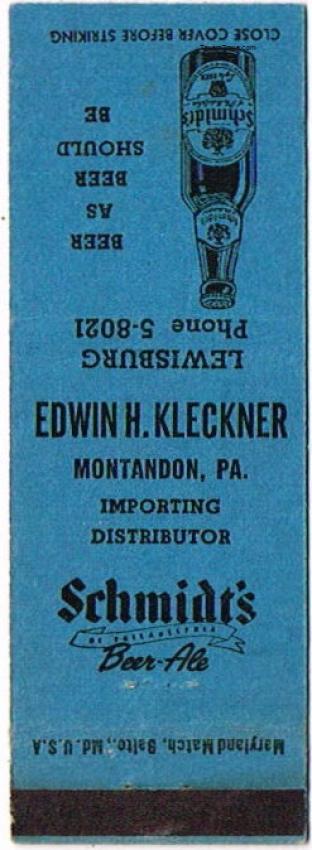 CLOSE COVER BEFORE STRIKING
Schmidt's
BEER
AS
BEER
SHOULD
BE
LEWISBURG
Phone 5-8021
EDWIN H. KLECKNER
MONTANDON, PA.
IMPORTING
DISTRIBUTOR
Schmidt's
OF PHILADELPHIA
Beer-Ale
Maryland Match, Balto., Md. U.S.A